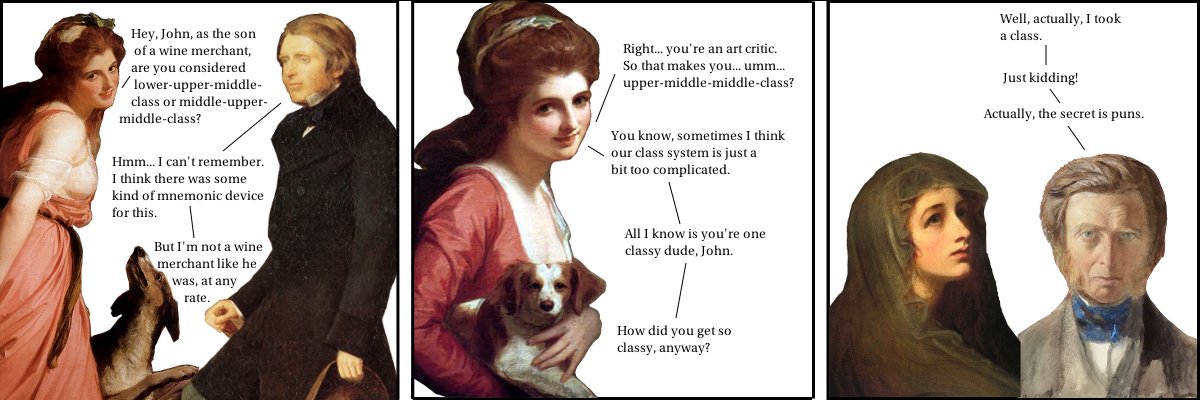 Hey, John, as the son
of a wine merchant,
are you considered
lower-upper-middle-
class or middle-upper-
middle-class?
Hmm... I can't remember.
I think there was some
kind of mnemonic device
for this.
But I'm not a wine
merchant like he
was, at any
rate.
Right... you're an art critic.
So that makes you... umm...
upper-middle-middle-class?
You know, sometimes I think
our class system is just a
bit too complicated.
All I know is you're one
classy dude, John.
How did you get so
classy, anyway?
Well, actually, I took
a class.
Just kidding!
Actually, the secret is puns.